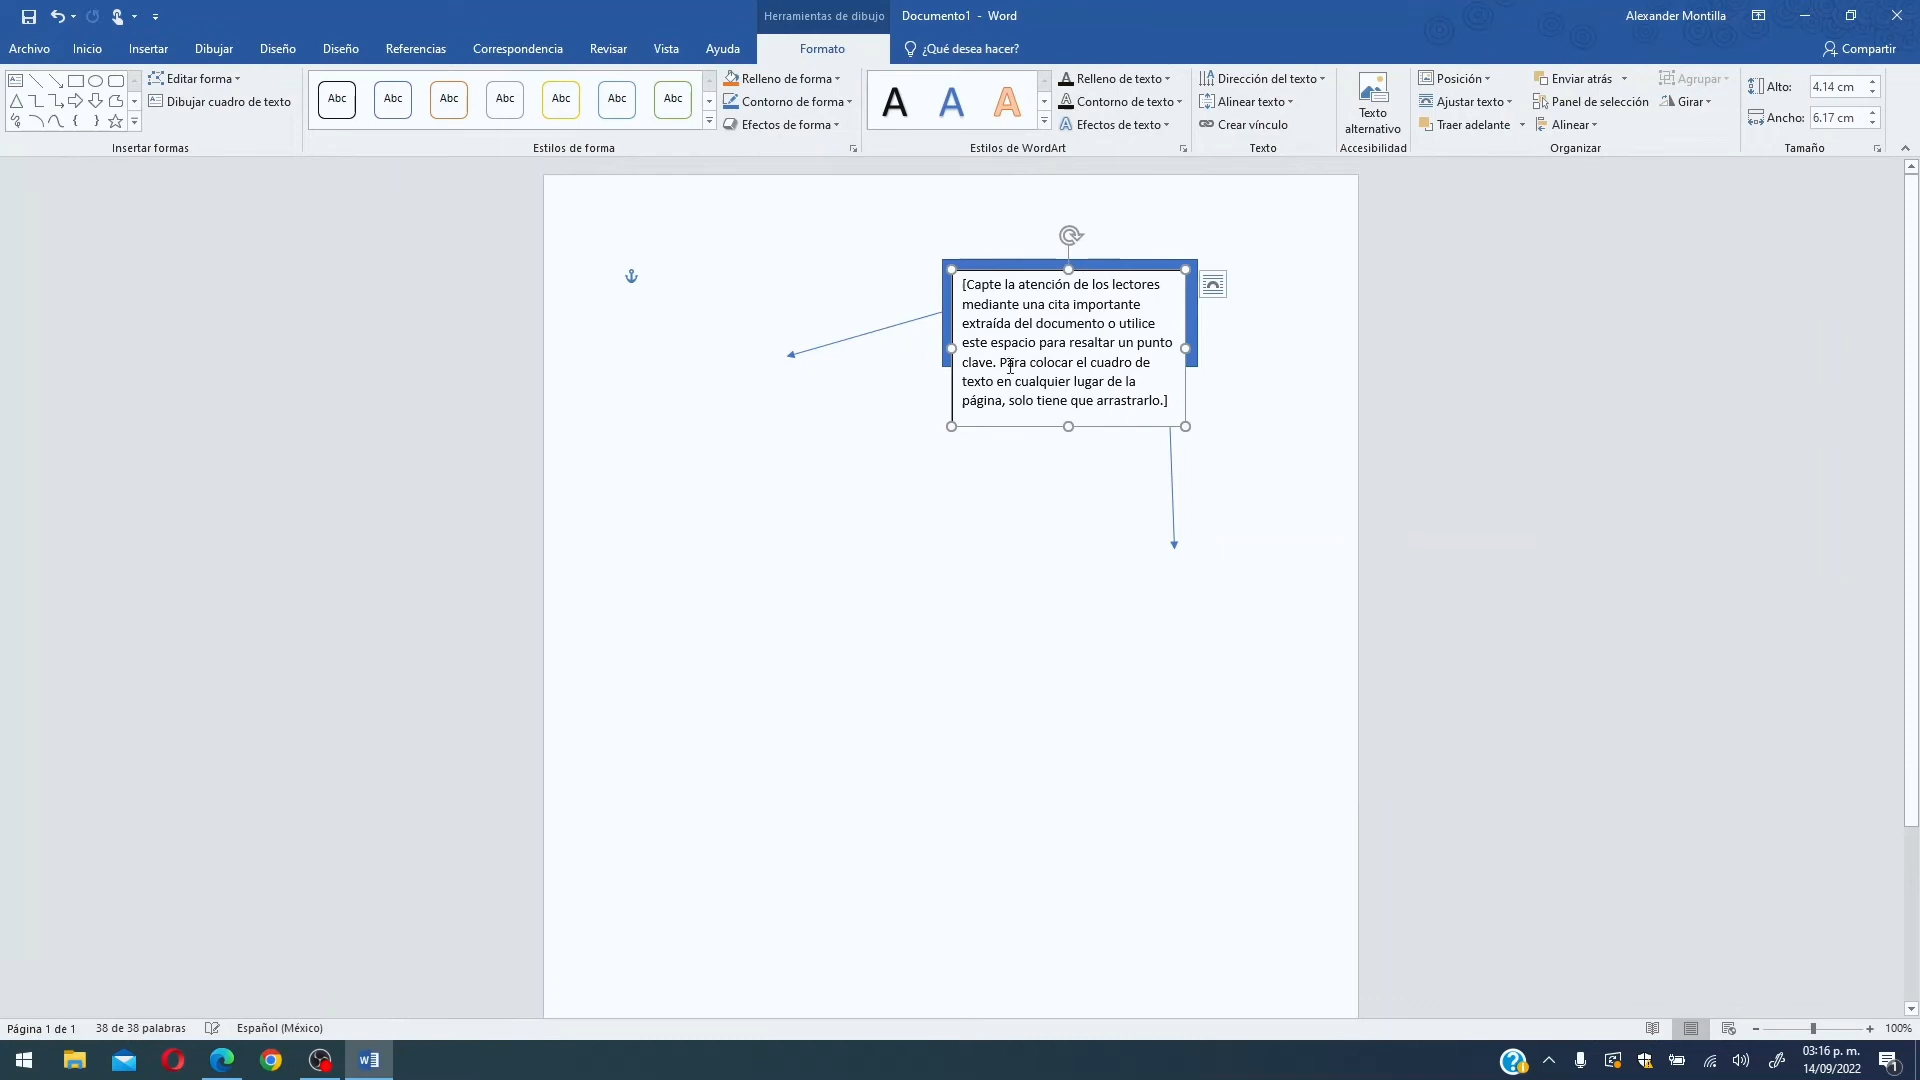 Herramientas de dibujo
Documento1 - Word
Alexander Montilla
Archivo
Inicio
Insertar
Dibujar
Diseño
Diseño
Referencias
Correspondencia
Revisar
Vista
Ayuda
Formato
¿Qué desea hacer?
Compartir
Editar forma
Dibujar cuadro de texto
Insertar formas
Abc
Abc
Abc
Abc
Abc
Abc
Abc
Estilos de forma
Relleno de forma
Contorno de forma
Efectos de forma
A A A
Estilos de WordArt
Relleno de texto
Contorno de texto
Efectos de texto
Dirección del texto
Alinear texto
Crear vínculo
Texto
Texto
alternativo
Accesibilidad
Posición
Ajustar texto
Traer adelante
Enviar atrás
Panel de selección
Alinear
Agrupar
Girar
Organizar
Alto: 4.14 cm
Ancho: 6.17 cm
Tamaño
[Capte la atención de los lectores
mediante una cita importante
extraída del documento o utilice
este espacio para resaltar un punto
clave. Para colocar el cuadro de
texto en cualquier lugar de la
página, solo tiene que arrastrarlo.]
Página 1 de 1
38 de 38 palabras
Español (México)
100%
03:16 p. m.
14/09/2022
1